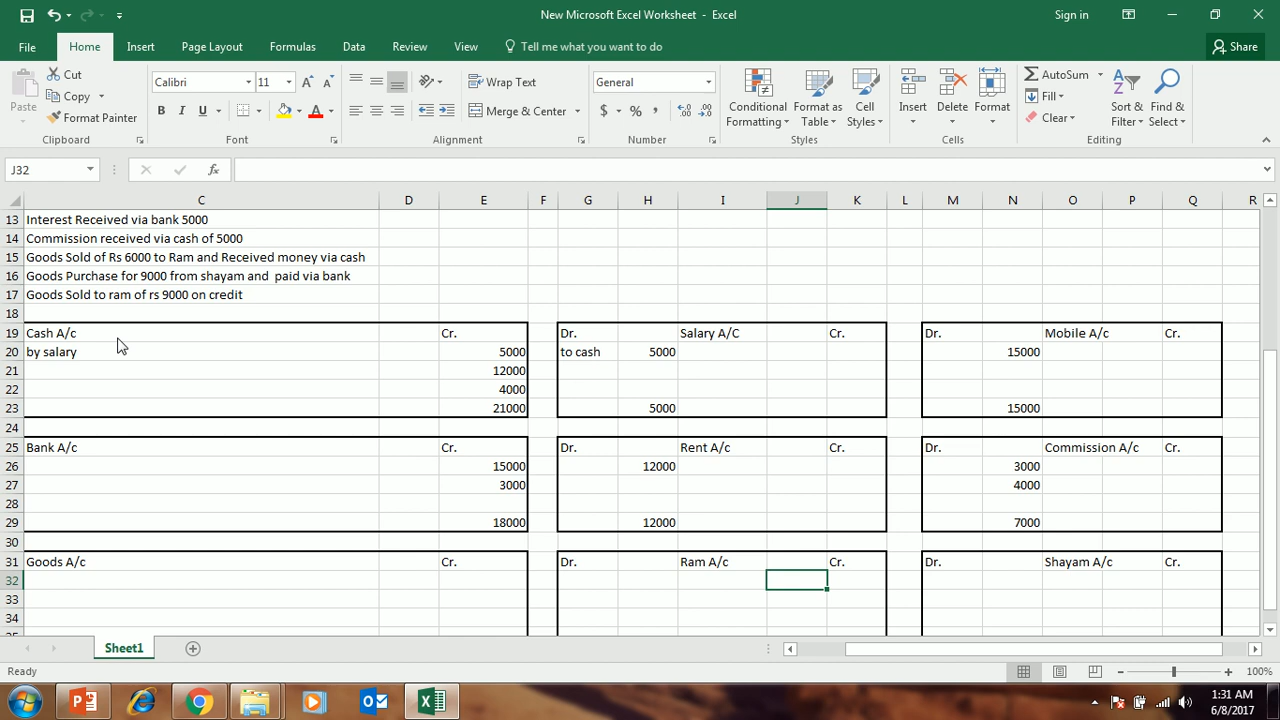 New Microsoft Excel Worksheet - Excel
Sign in
File Home Insert Page Layout Formulas Data Review View Tell me what you want to do Share
Paste Cut
Copy
Format Painter
Clipboard
Calibri 11
B I U
Font
Wrap Text
Merge & Center
Alignment
General
$ % ,
Number
Conditional Formatting
Format as Table
Cell Styles
Styles
Insert Delete Format
Cells
AutoSum
Fill
Clear
Sort & Filter
Find & Select
Editing
J32 fx
C D E F G H I J K L M N O P Q R
13 Interest Received via bank 5000
14 Commission received via cash of 5000
15 Goods Sold of Rs 6000 to Ram and Received money via cash
16 Goods Purchase for 9000 from shayam and  paid via bank
17 Goods Sold to ram of rs 9000 on credit
18
19 Cash A/c Cr. Dr. Salary A/C Cr. Dr. Mobile A/c Cr.
20 by salary 5000 to cash 5000 15000
21 12000
22 4000
23 21000 5000 15000
24
25 Bank A/c Cr. Dr. Rent A/c Cr. Dr. Commission A/c Cr.
26 15000 12000 3000
27 3000 4000
28
29 18000 12000 7000
30
31 Goods A/c Cr. Dr. Ram A/c Cr. Dr. Shayam A/c Cr.
32
33
34
35
Sheet1
Ready 100%
1:31 AM
6/8/2017